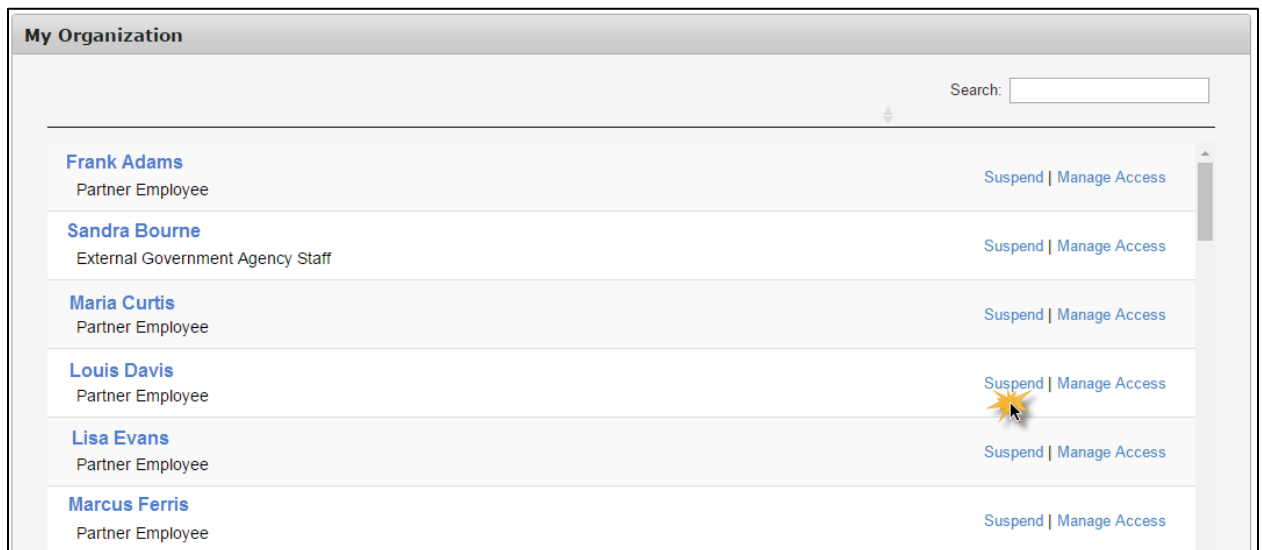 My Organization
Search:
Frank Adams
Partner Employee
Suspend | Manage Access
Sandra Bourne
External Government Agency Staff
Suspend | Manage Access
Maria Curtis
Partner Employee
Suspend | Manage Access
Louis Davis
Partner Employee
Suspend | Manage Access
Lisa Evans
Partner Employee
Suspend | Manage Access
Marcus Ferris
Partner Employee
Suspend | Manage Access